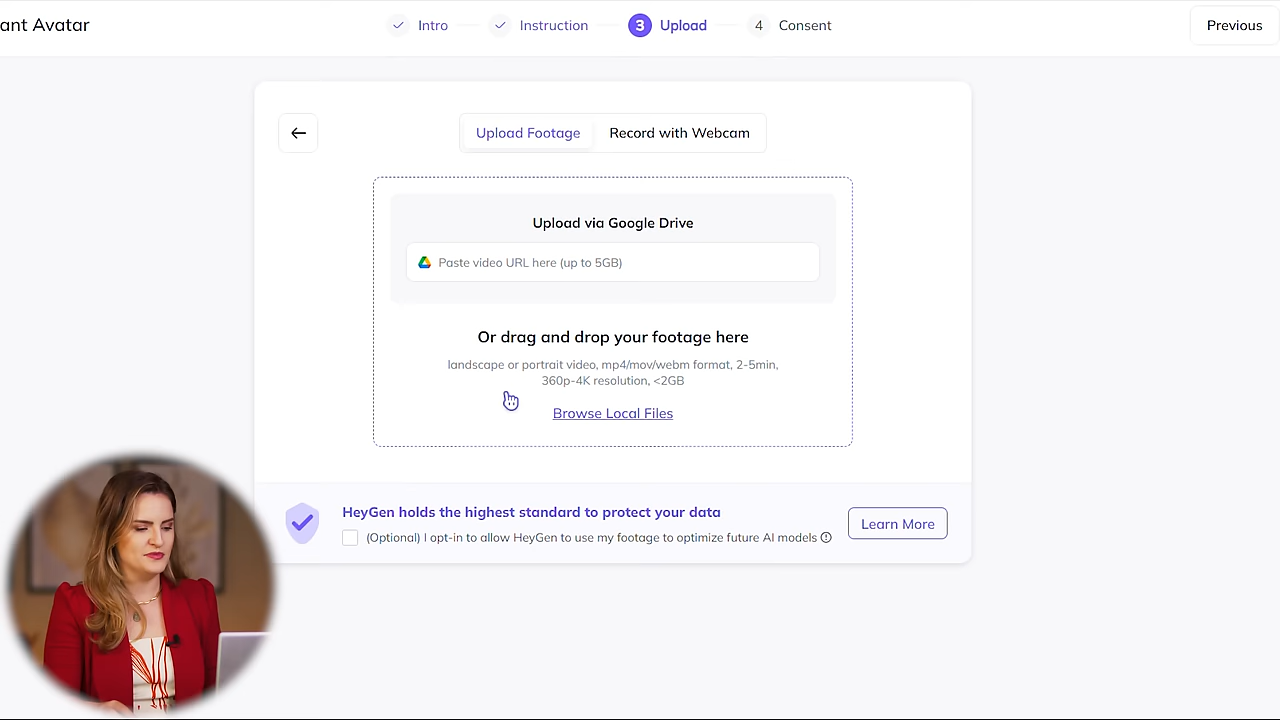 ant Avatar
Intro
Instruction
3
Upload
4
Consent
Previous
Upload Footage
Record with Webcam
Upload via Google Drive
Paste video URL here (up to 5GB)
Or drag and drop your footage here
landscape or portrait video, mp4/mov/webm format, 2-5min,
360p-4K resolution, <2GB
Browse Local Files
HeyGen holds the highest standard to protect your data
(Optional) I opt-in to allow HeyGen to use my footage to optimize future AI models
Learn More